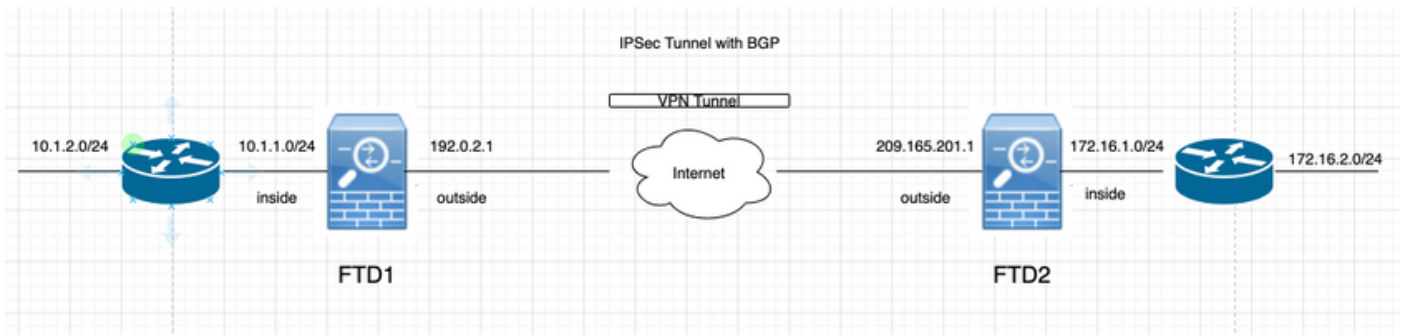 IPSec Tunnel with BGP
VPN Tunnel
10.1.2.0/24
10.1.1.0/24
192.0.2.1
Internet
209.165.201.1
172.16.1.0/24
172.16.2.0/24
inside
outside
outside
inside
FTD1
FTD2